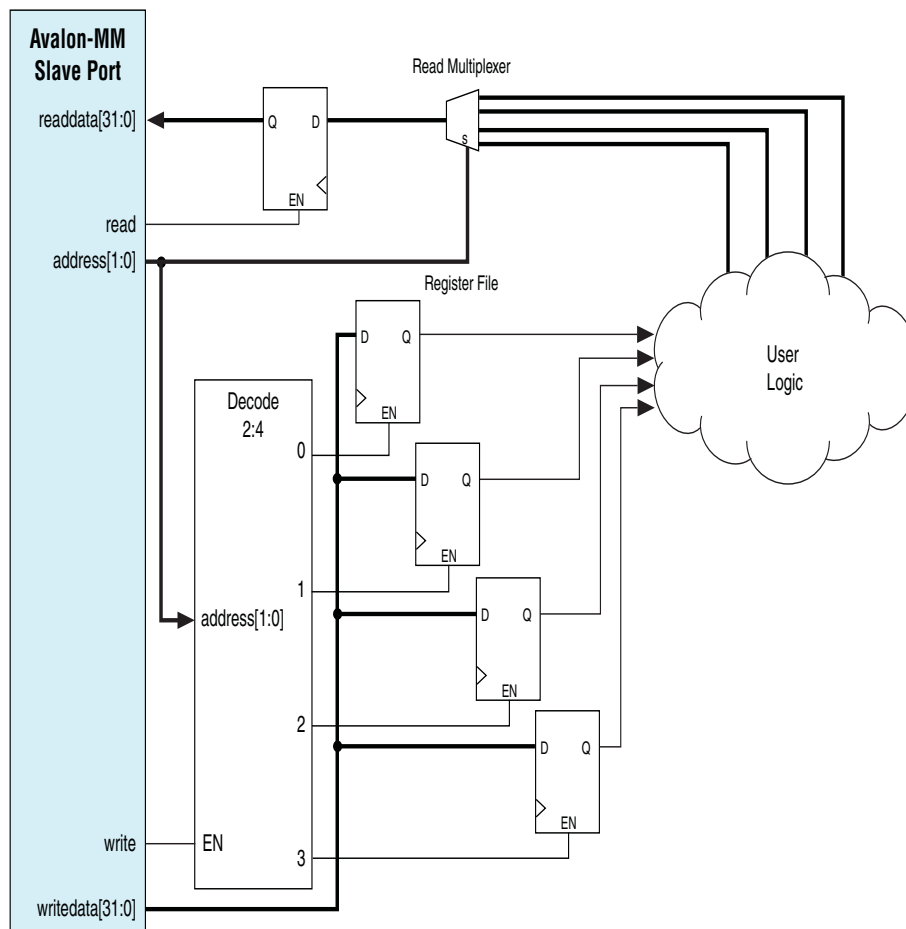 Avalon-MM
Slave Port
Read Multiplexer
readdata[31:0]
Q
D
s
EN
read
address[1:0]
Register File
D
Q
EN
User
Logic
Decode
2:4
0
D
Q
EN
1
address[1:0]
D
Q
EN
2
D
Q
EN
write
EN
3
writedata[31:0]